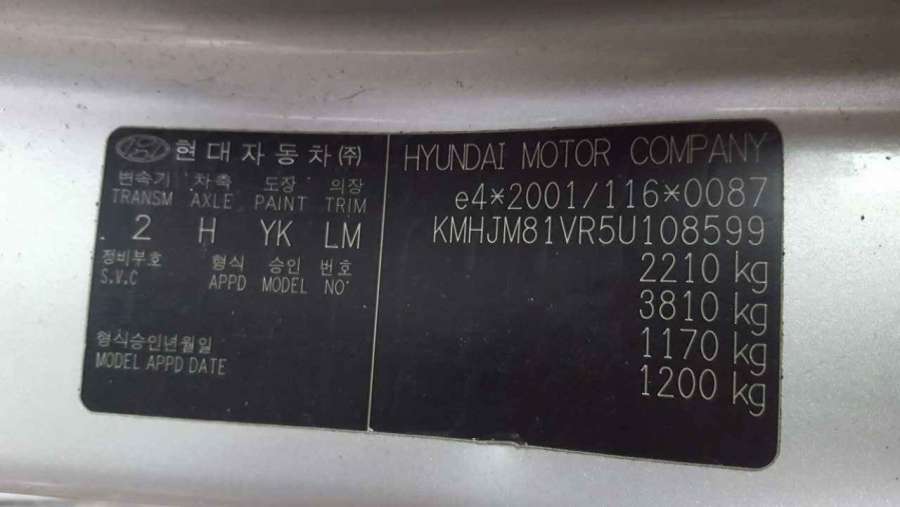 현대자동차(주)
변속기 차축 도장 의장
TRANSM AXLE PAINT TRIM
2 H YK LM
정비부호 형식 승인 번호
S.V.C APPD MODEL NO
형식승인년월일
MODEL APPD DATE
HYUNDAI MOTOR COMPANY
e4*2001/116*0087
KMHJM81VR5U108599
2210 kg
3810 kg
1170 kg
1200 kg